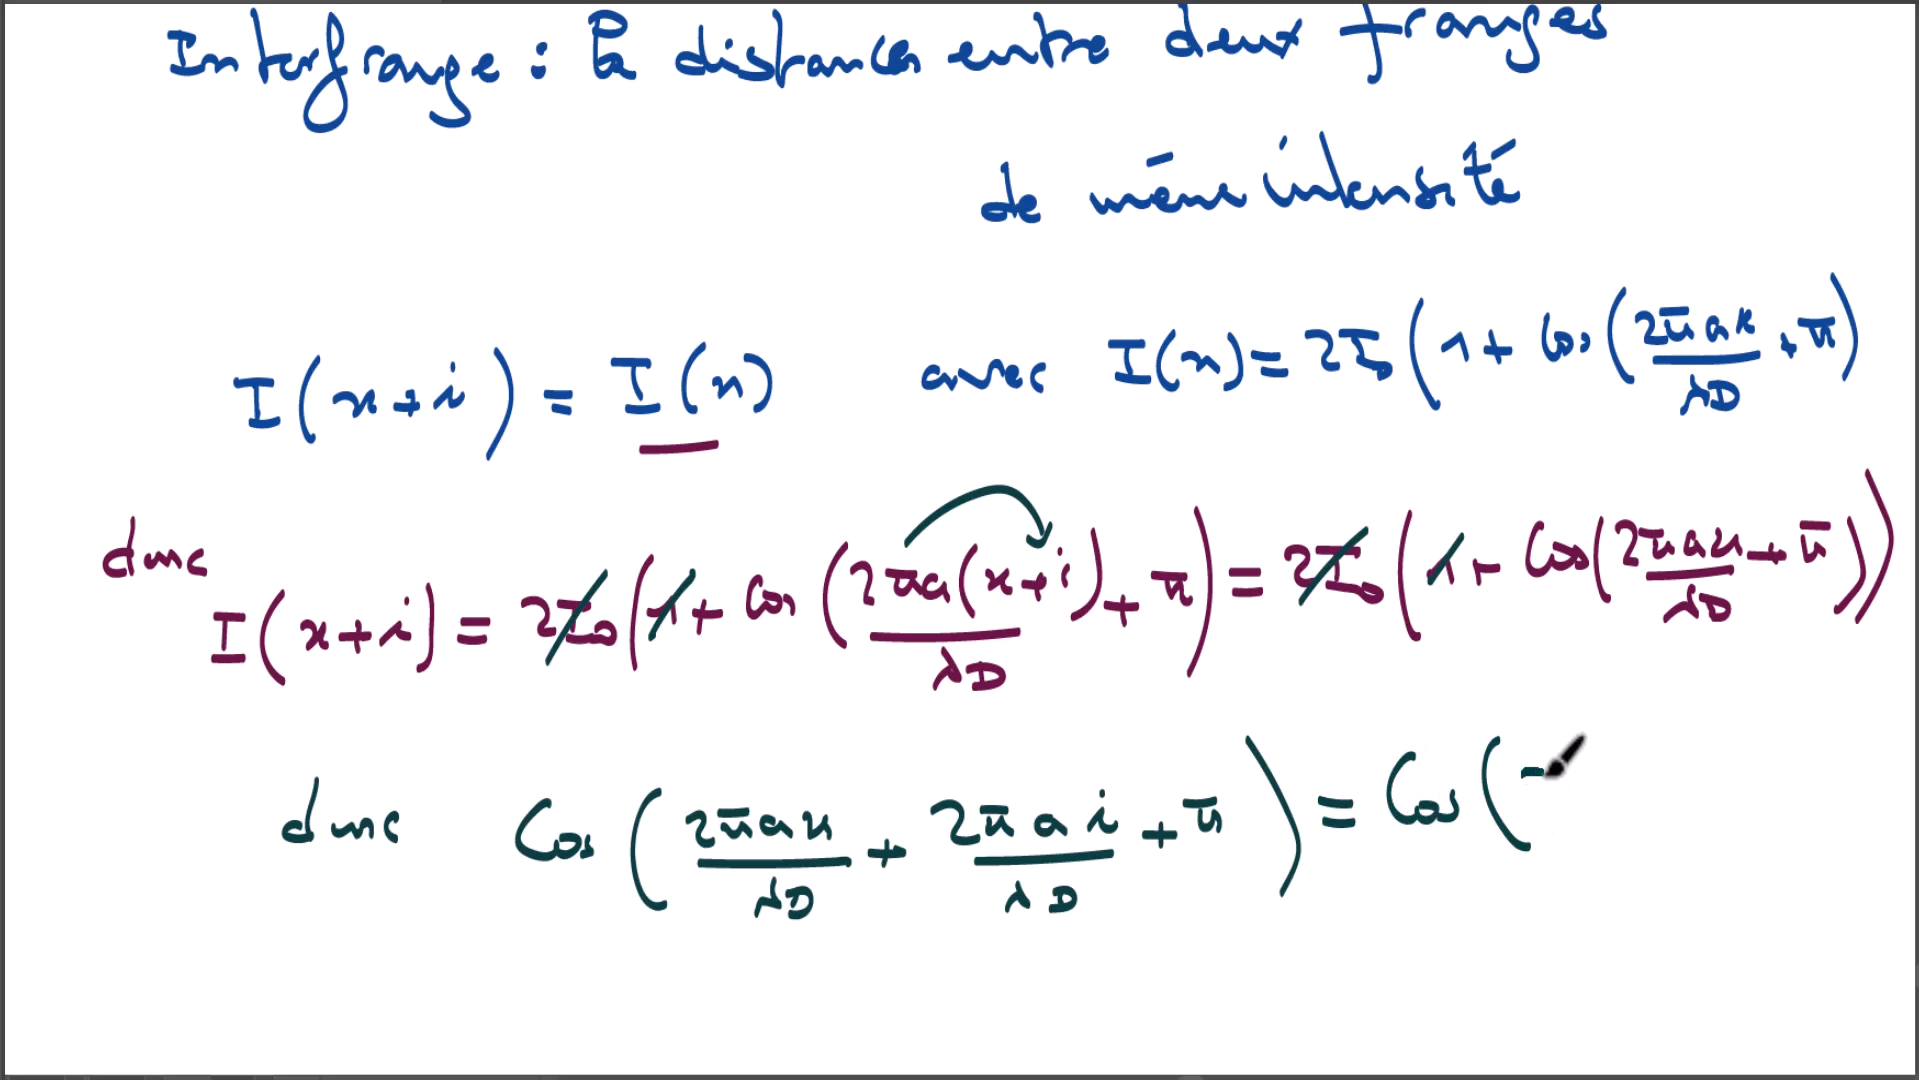 Interfrange : la distance entre deux franges
de même intensité
I(x+i) = I(x) avec I(x) = 2I₀(1 + Cos(2πax/λD + π)
donc
I(x+i) = 2I₀(1 + Cos(2πa(x+i)/λD + π) = 2I₀(1 + Cos(2πax/λD + π))
donc Cos(2πax/λD + 2πai/λD + π) = Cos(